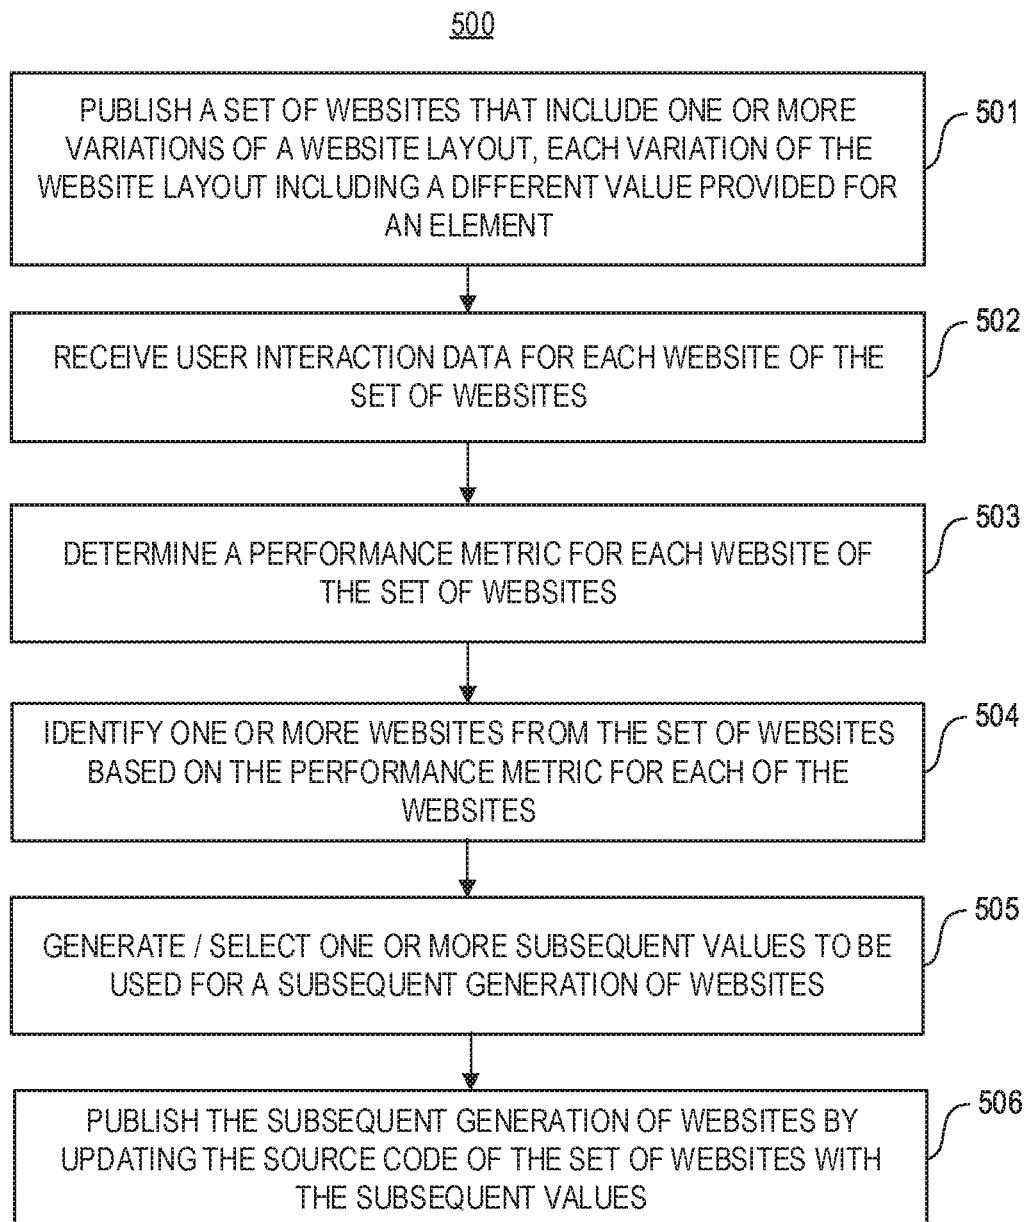 500
PUBLISH A SET OF WEBSITES THAT INCLUDE ONE OR MORE
VARIATIONS OF A WEBSITE LAYOUT, EACH VARIATION OF THE
WEBSITE LAYOUT INCLUDING A DIFFERENT VALUE PROVIDED FOR
AN ELEMENT
501
RECEIVE USER INTERACTION DATA FOR EACH WEBSITE OF THE
SET OF WEBSITES
502
DETERMINE A PERFORMANCE METRIC FOR EACH WEBSITE OF
THE SET OF WEBSITES
503
IDENTIFY ONE OR MORE WEBSITES FROM THE SET OF WEBSITES
BASED ON THE PERFORMANCE METRIC FOR EACH OF THE
WEBSITES
504
GENERATE / SELECT ONE OR MORE SUBSEQUENT VALUES TO BE
USED FOR A SUBSEQUENT GENERATION OF WEBSITES
505
PUBLISH THE SUBSEQUENT GENERATION OF WEBSITES BY
UPDATING THE SOURCE CODE OF THE SET OF WEBSITES WITH
THE SUBSEQUENT VALUES
506